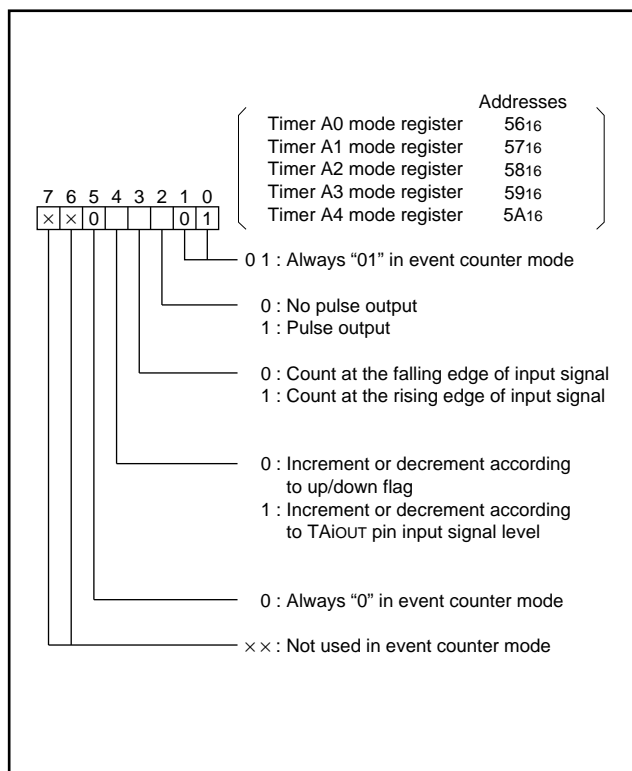 Addresses
Timer A0 mode register 5616
Timer A1 mode register 5716
Timer A2 mode register 5816
Timer A3 mode register 5916
Timer A4 mode register 5A16
7 6 5 4 3 2 1 0
× × 0 0 1
0 1 : Always “01” in event counter mode
0 : No pulse output
1 : Pulse output
0 : Count at the falling edge of input signal
1 : Count at the rising edge of input signal
0 : Increment or decrement according
to up/down flag
1 : Increment or decrement according
to TAiOUT pin input signal level
0 : Always “0” in event counter mode
× × : Not used in event counter mode